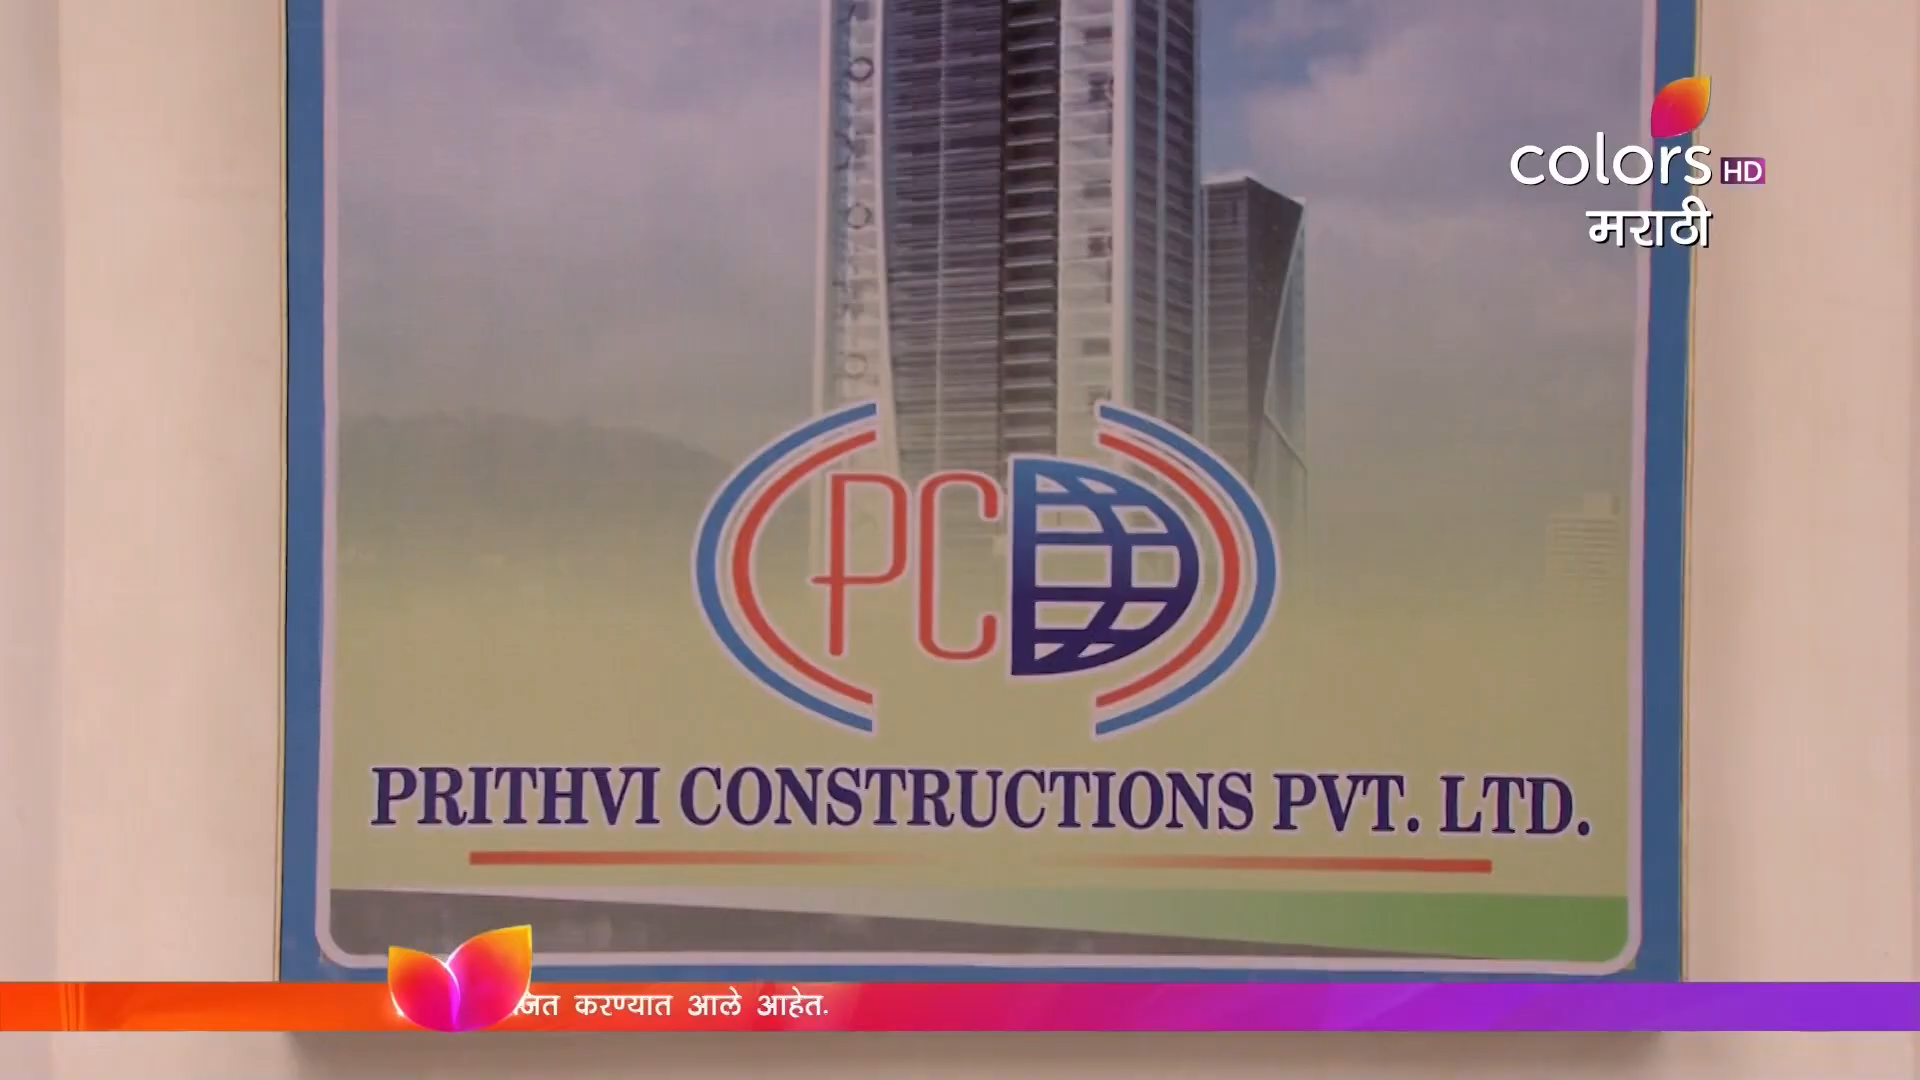 colors HD
मराठी
PC
PRITHVI CONSTRUCTIONS PVT. LTD.
करण्यात आले आहेत.